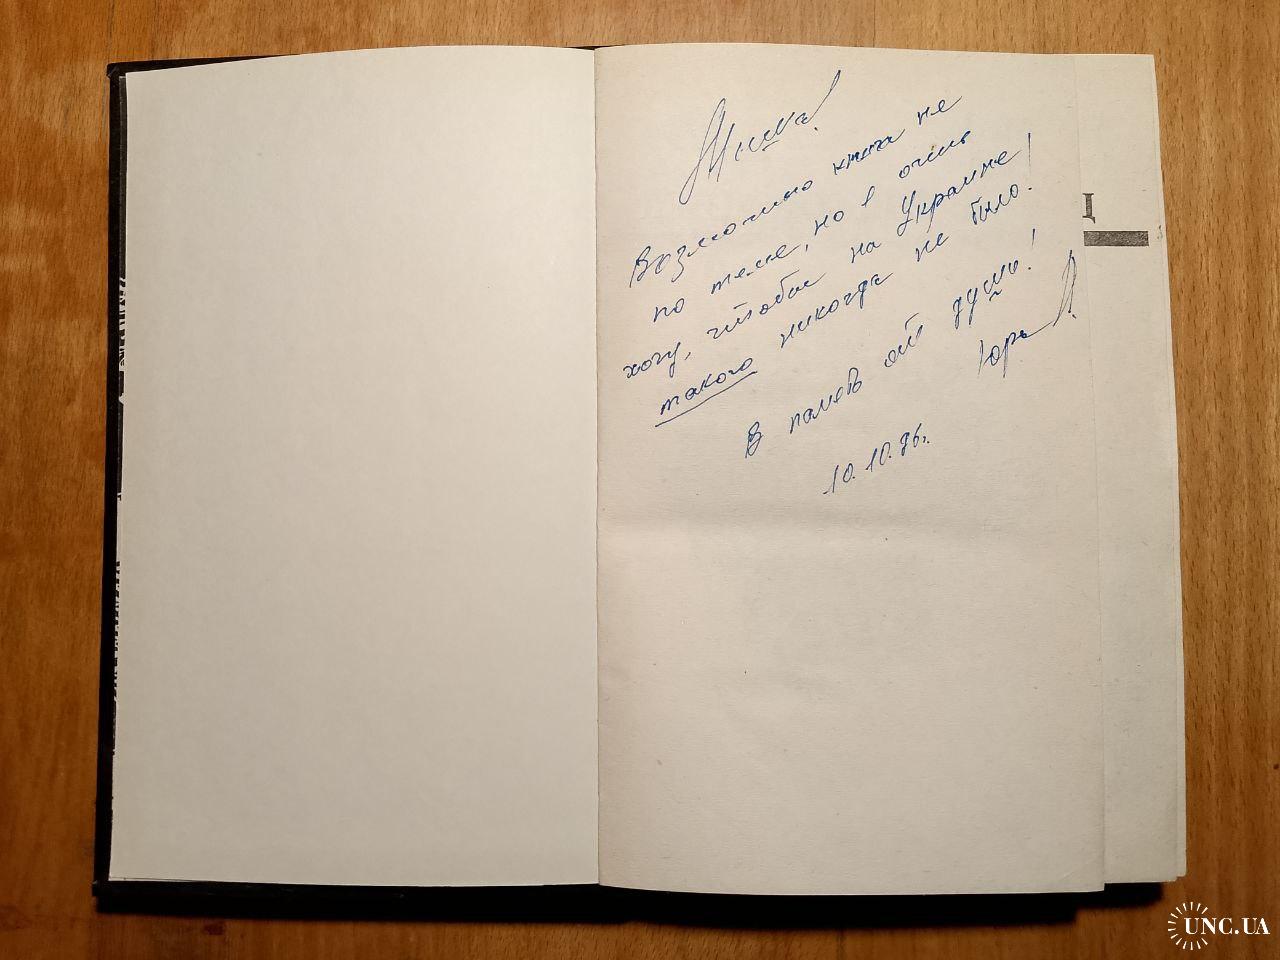 Миша!
Возможно книга не
по теме, но я очень
хочу, чтобы на Украине!
такого никогда не было.
В память от души!
Юра
10.10.96г.
Д
UNC.UA